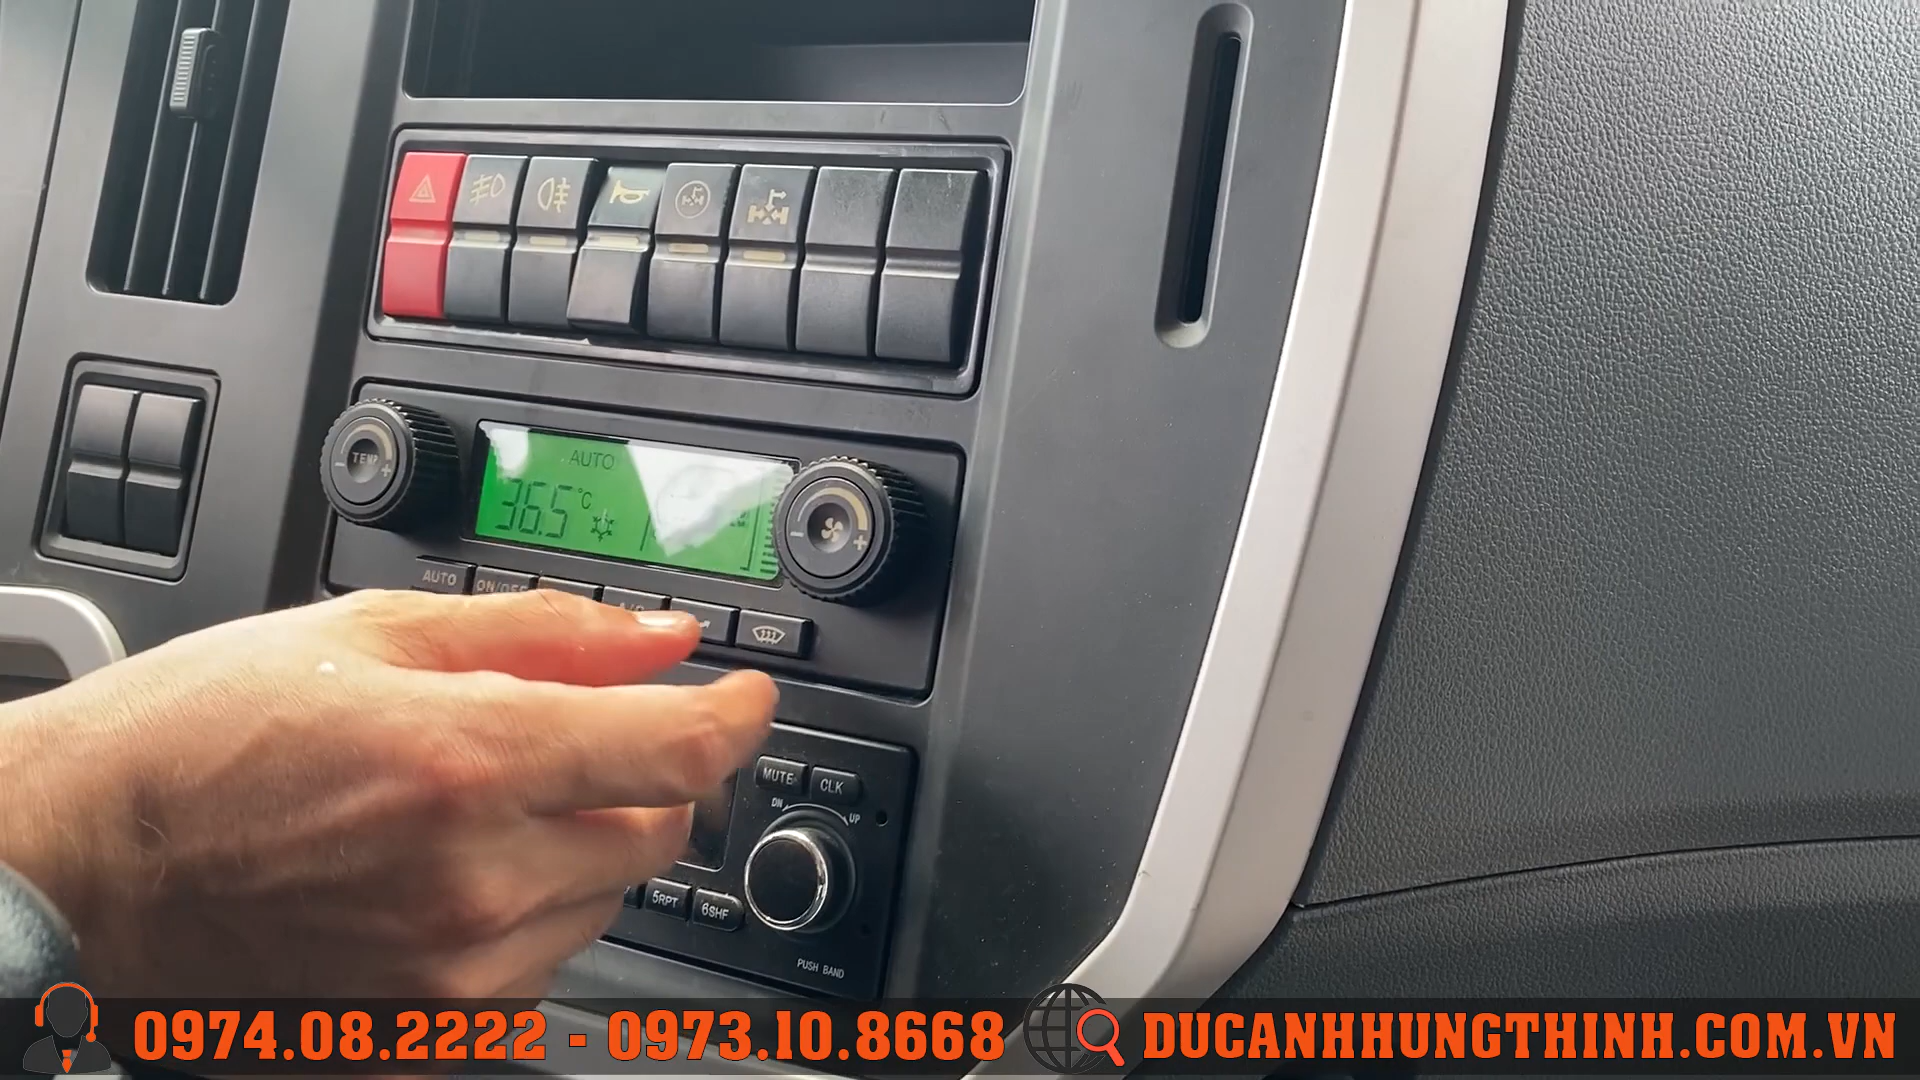 AUTO
36.5°C
TEMP
AUTO
ON/OFF
MUTE
CLK
DN
UP
5RPT
6SHF
PUSH BAND
0974.08.2222 - 0973.10.8668
DUCANHHUNGTHINH.COM.VN